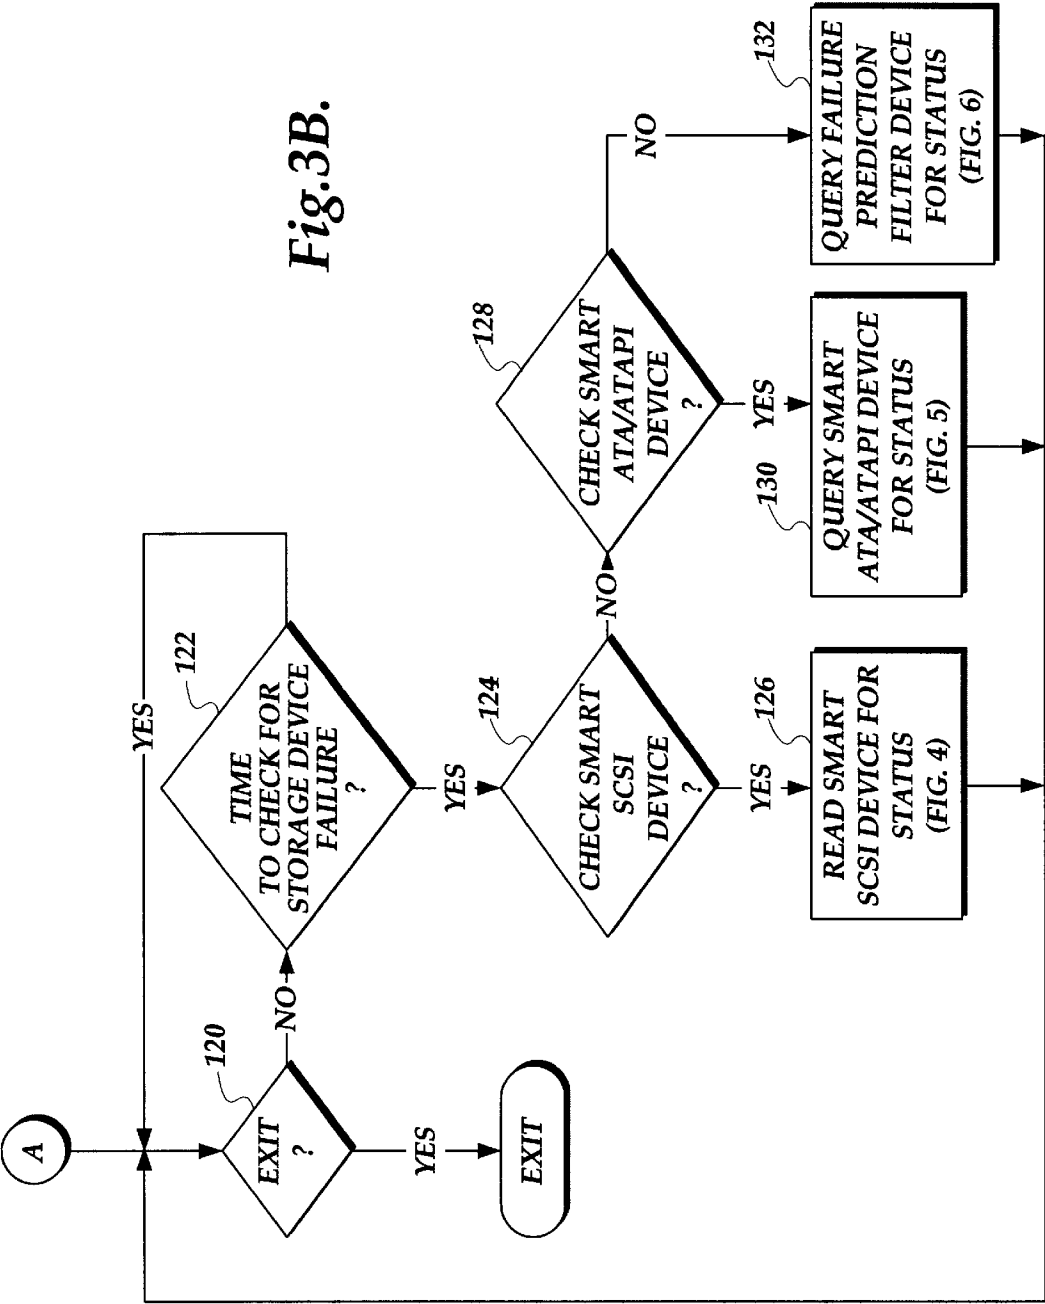 A
YES
120
EXIT
?
NO
YES
EXIT
122
TIME
TO CHECK FOR
STORAGE DEVICE
FAILURE
?
YES
124
CHECK SMART
SCSI
DEVICE
?
NO
YES
126
READ SMART
SCSI DEVICE FOR
STATUS
(FIG. 4)
128
CHECK SMART
ATA/ATAPI
DEVICE
?
YES
130
QUERY SMART
ATA/ATAPI DEVICE
FOR STATUS
(FIG. 5)
NO
132
QUERY FAILURE
PREDICTION
FILTER DEVICE
FOR STATUS
(FIG. 6)
Fig.3B.